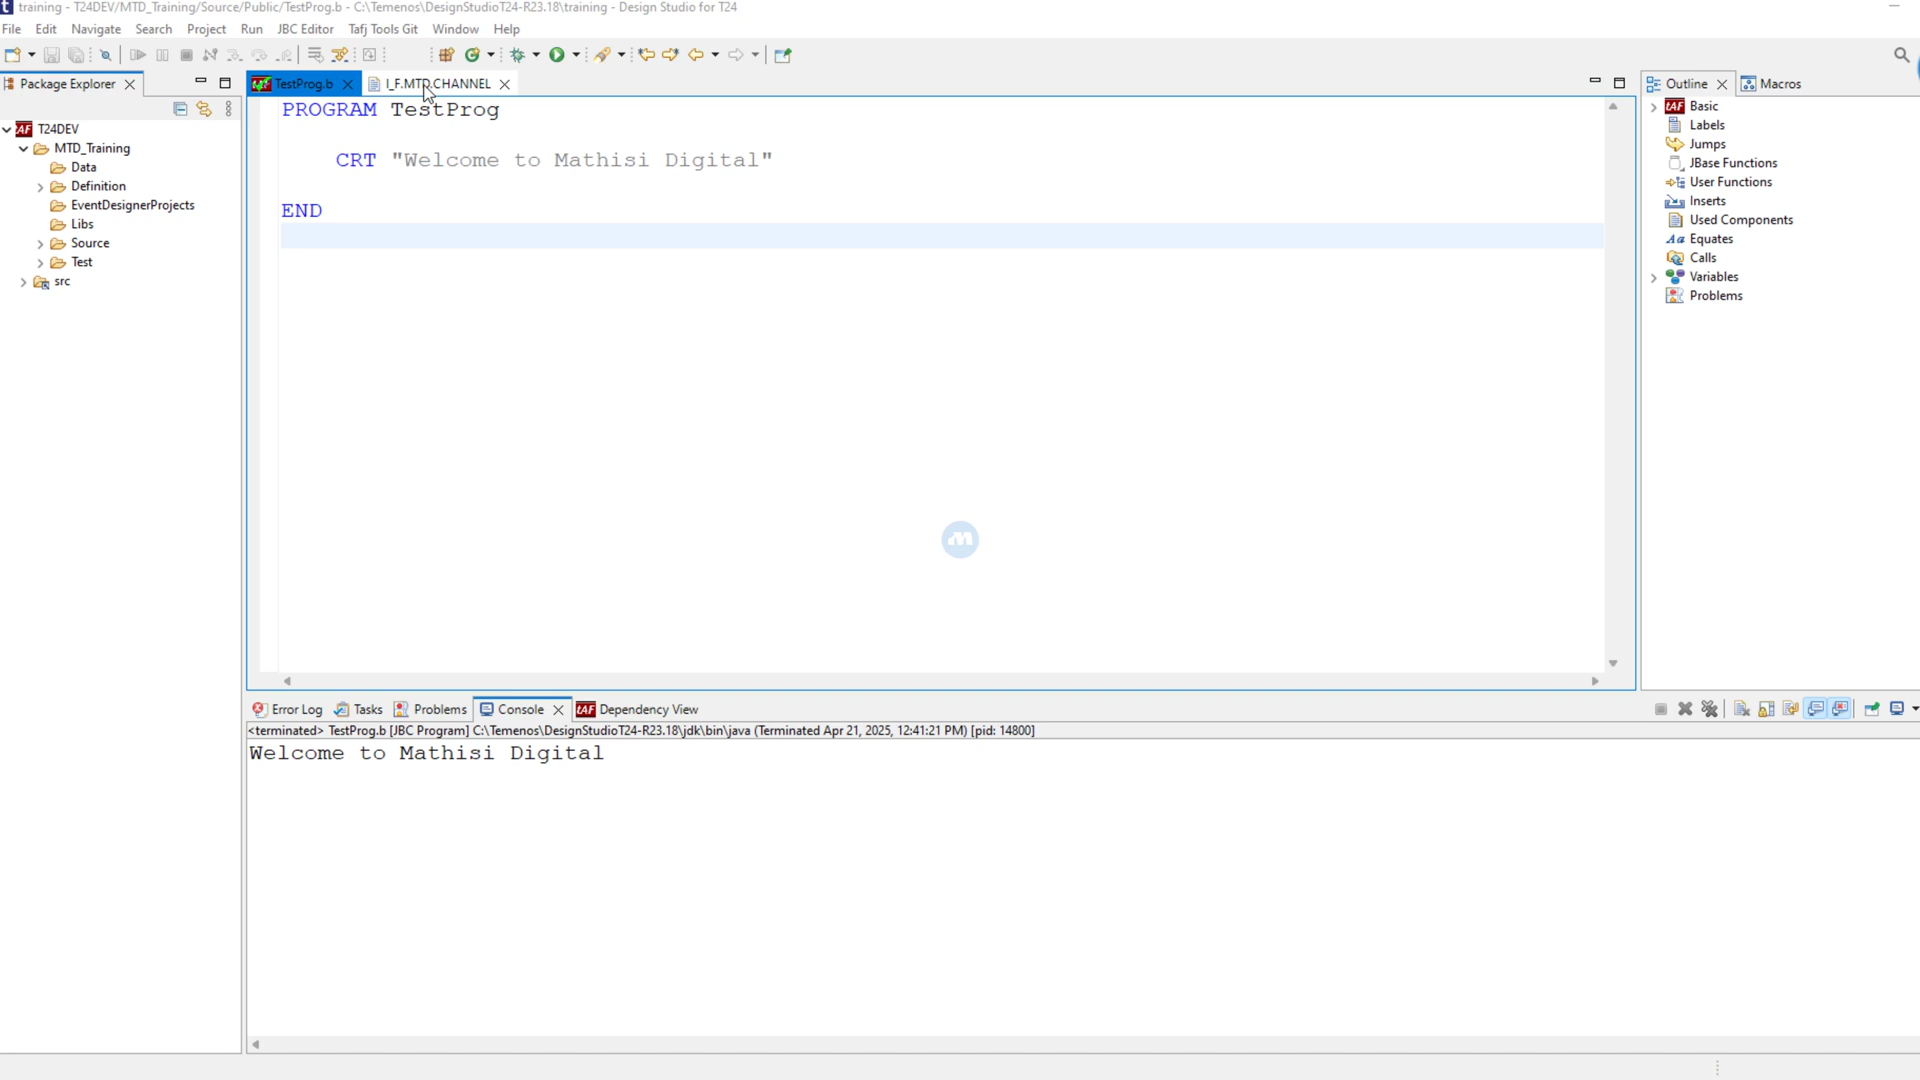 training - T24DEV/MTD_Training/Source/Public/TestProg.b - C:\Temenos\DesignStudioT24-R23.18\training - Design Studio for T24
File Edit Navigate Search Project Run JBC Editor Tafj Tools Git Window Help
Package Explorer
T24DEV
MTD_Training
Data
Definition
EventDesignerProjects
Libs
Source
Test
src
TestProg.b
I_F.MTD.CHANNEL
PROGRAM TestProg
CRT "Welcome to Mathisi Digital"
END
Outline
Macros
Basic
Labels
Jumps
JBase Functions
User Functions
Inserts
Used Components
Equates
Calls
Variables
Problems
Error Log Tasks Problems Console Dependency View
<terminated> TestProg.b [JBC Program] C:\Temenos\DesignStudioT24-R23.18\jdk\bin\java (Terminated Apr 21, 2025, 12:41:21 PM) [pid: 14800]
Welcome to Mathisi Digital